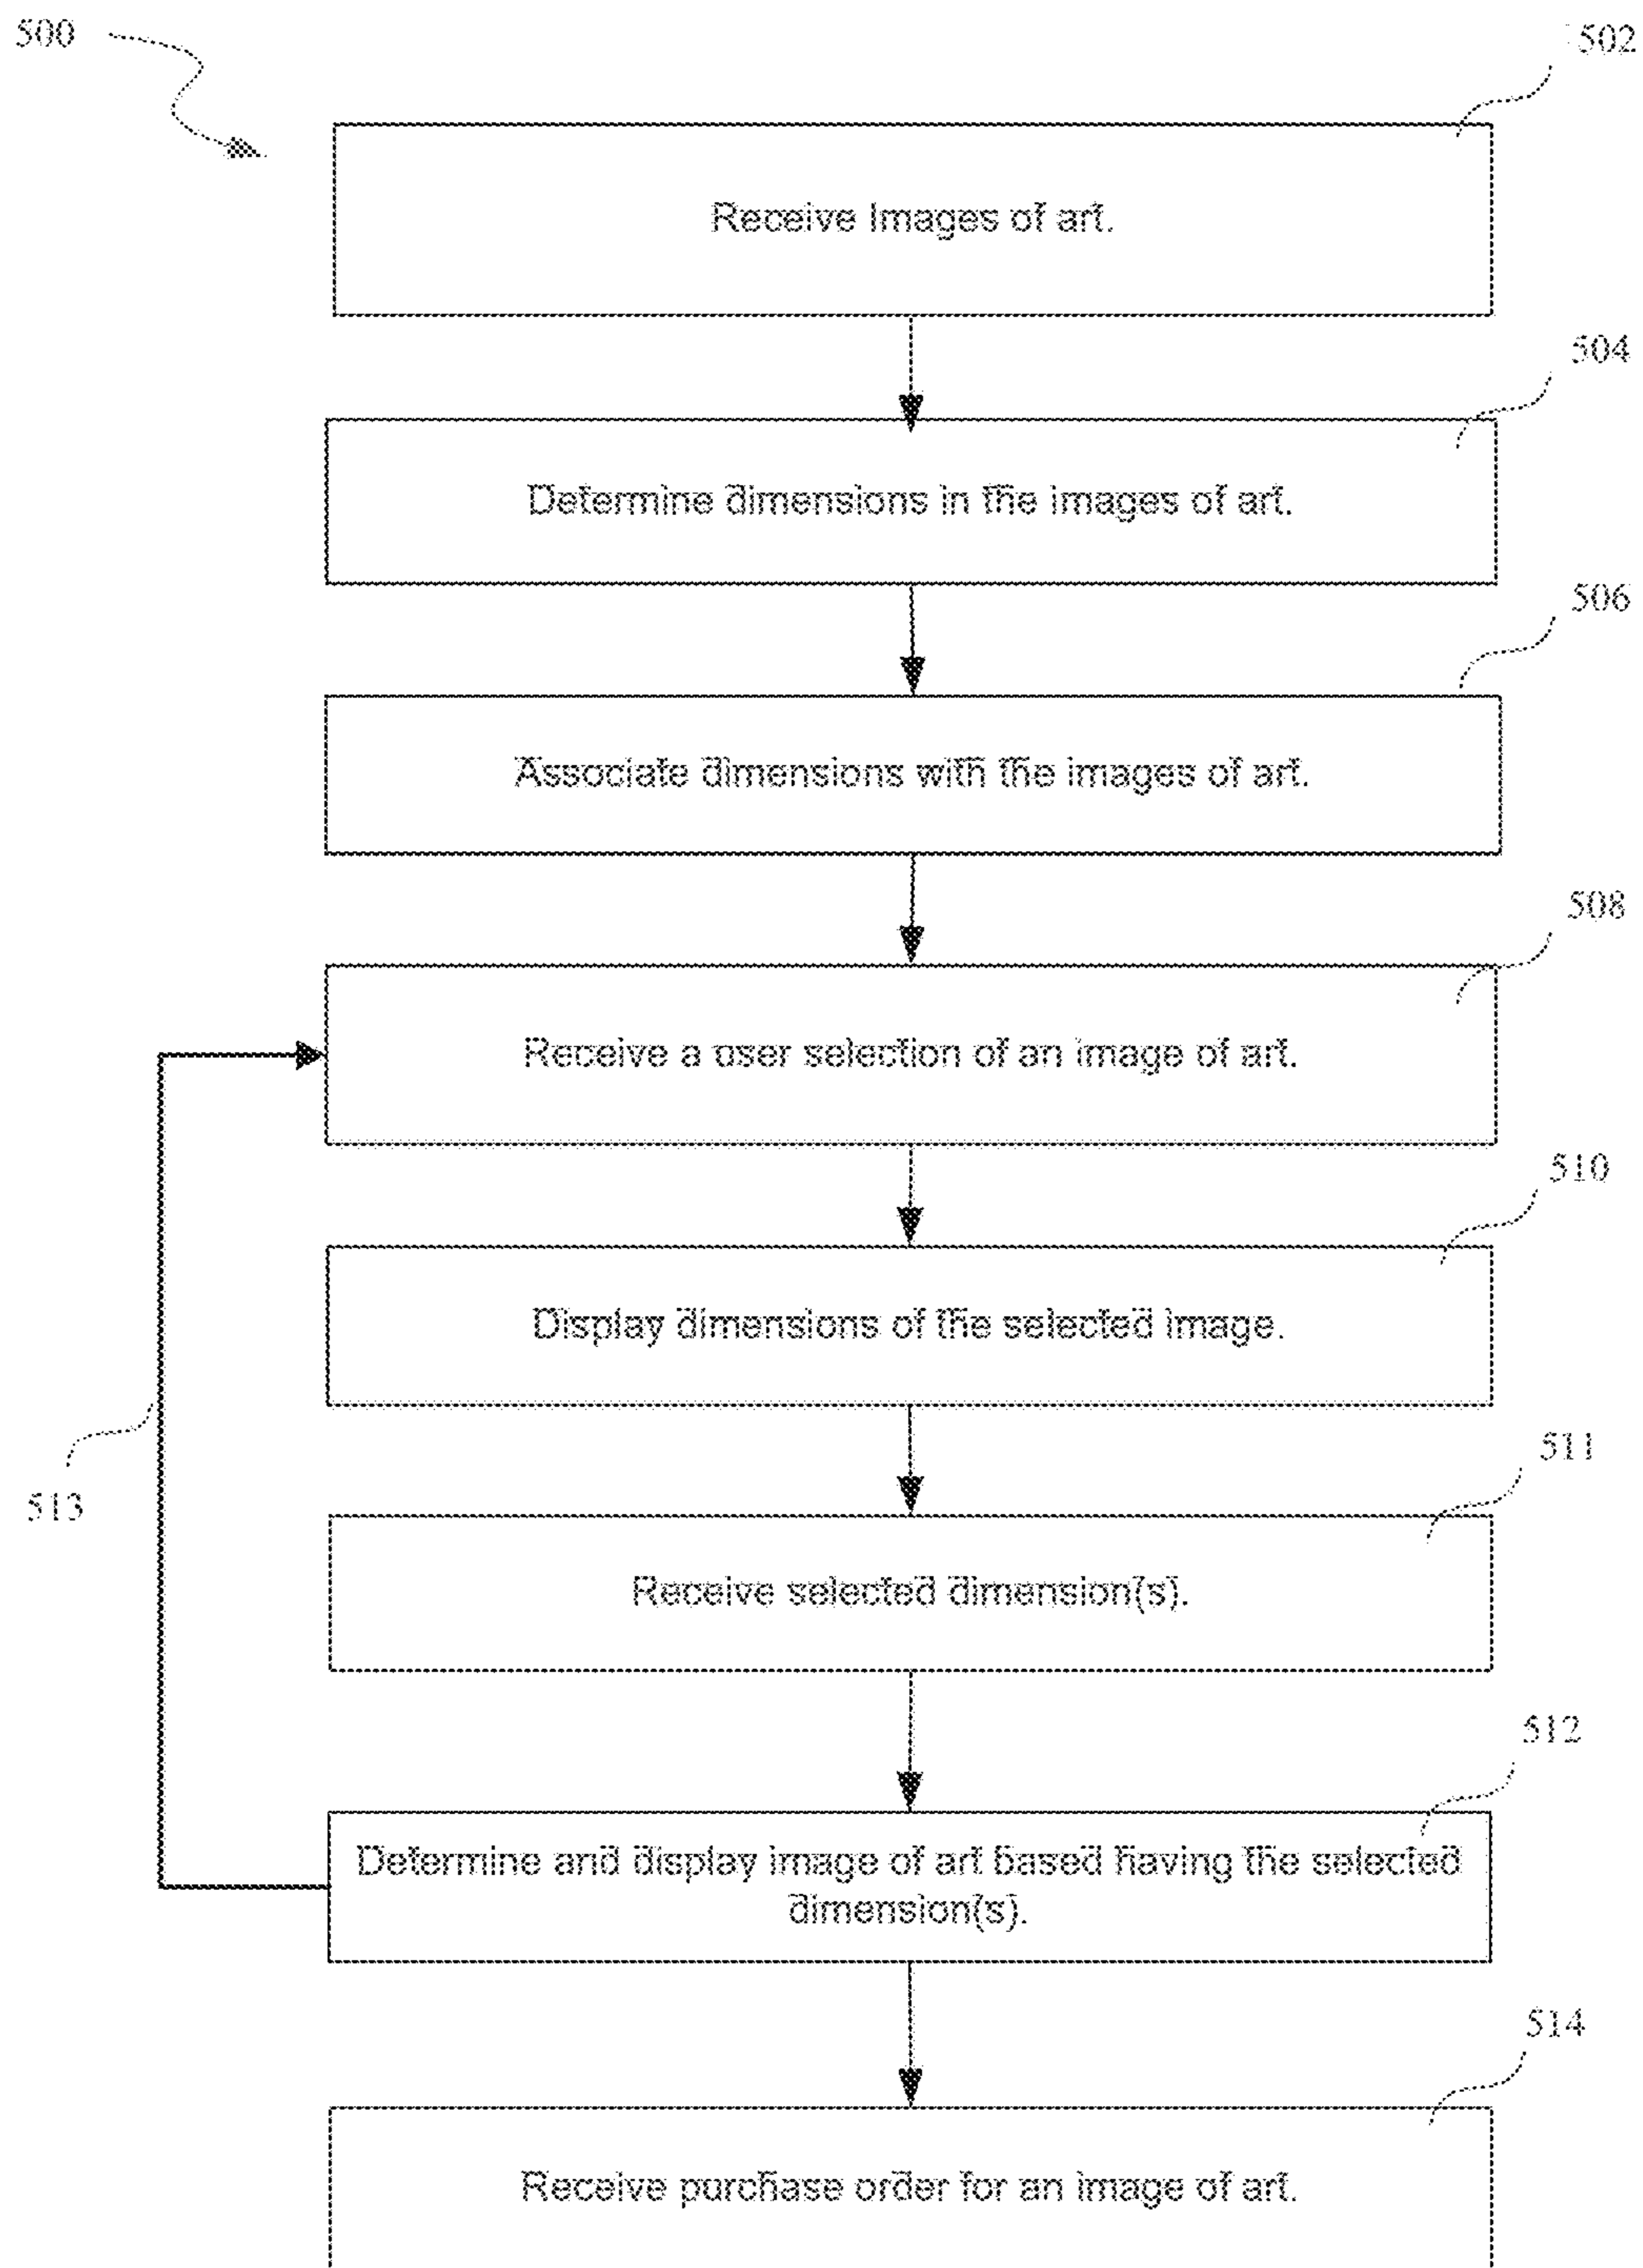 500
502
Receive Images of art.
504
Determine dimensions in the images of art.
506
Associate dimensions with the images of art.
508
Receive a user selection of an image of art.
510
Display dimensions of the selected image.
511
513
Receive selected dimension(s).
512
Determine and display image of art based having the selected
dimension(s).
514
Receive purchase order for an image of art.